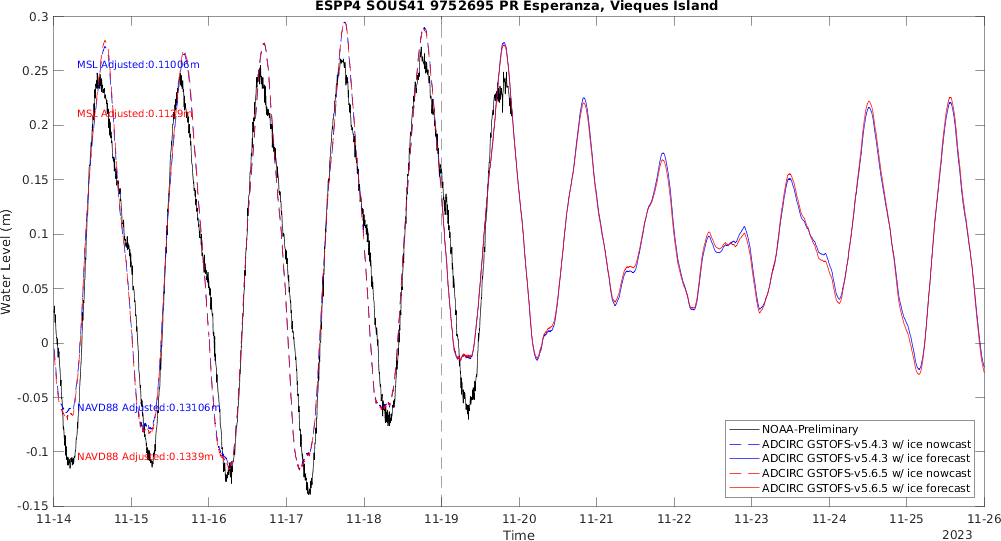 ESPP4 SOUS41 9752695 PR Esperanza, Vieques Island
0.3
0.25
0.2
0.15
0.1
0.05
0
-0.05
-0.1
-0.15
Water Level (m)
MSL Adjusted:0.11006m
MSL Adjusted:0.1129m
NAVD88 Adjusted:0.13106m
NAVD88 Adjusted:0.1339m
NOAA-Preliminary
ADCIRC GSTOFS-v5.4.3 w/ ice nowcast
ADCIRC GSTOFS-v5.4.3 w/ ice forecast
ADCIRC GSTOFS-v5.6.5 w/ ice nowcast
ADCIRC GSTOFS-v5.6.5 w/ ice forecast
11-14 11-15 11-16 11-17 11-18 11-19 11-20 11-21 11-22 11-23 11-24 11-25 11-26
Time
2023